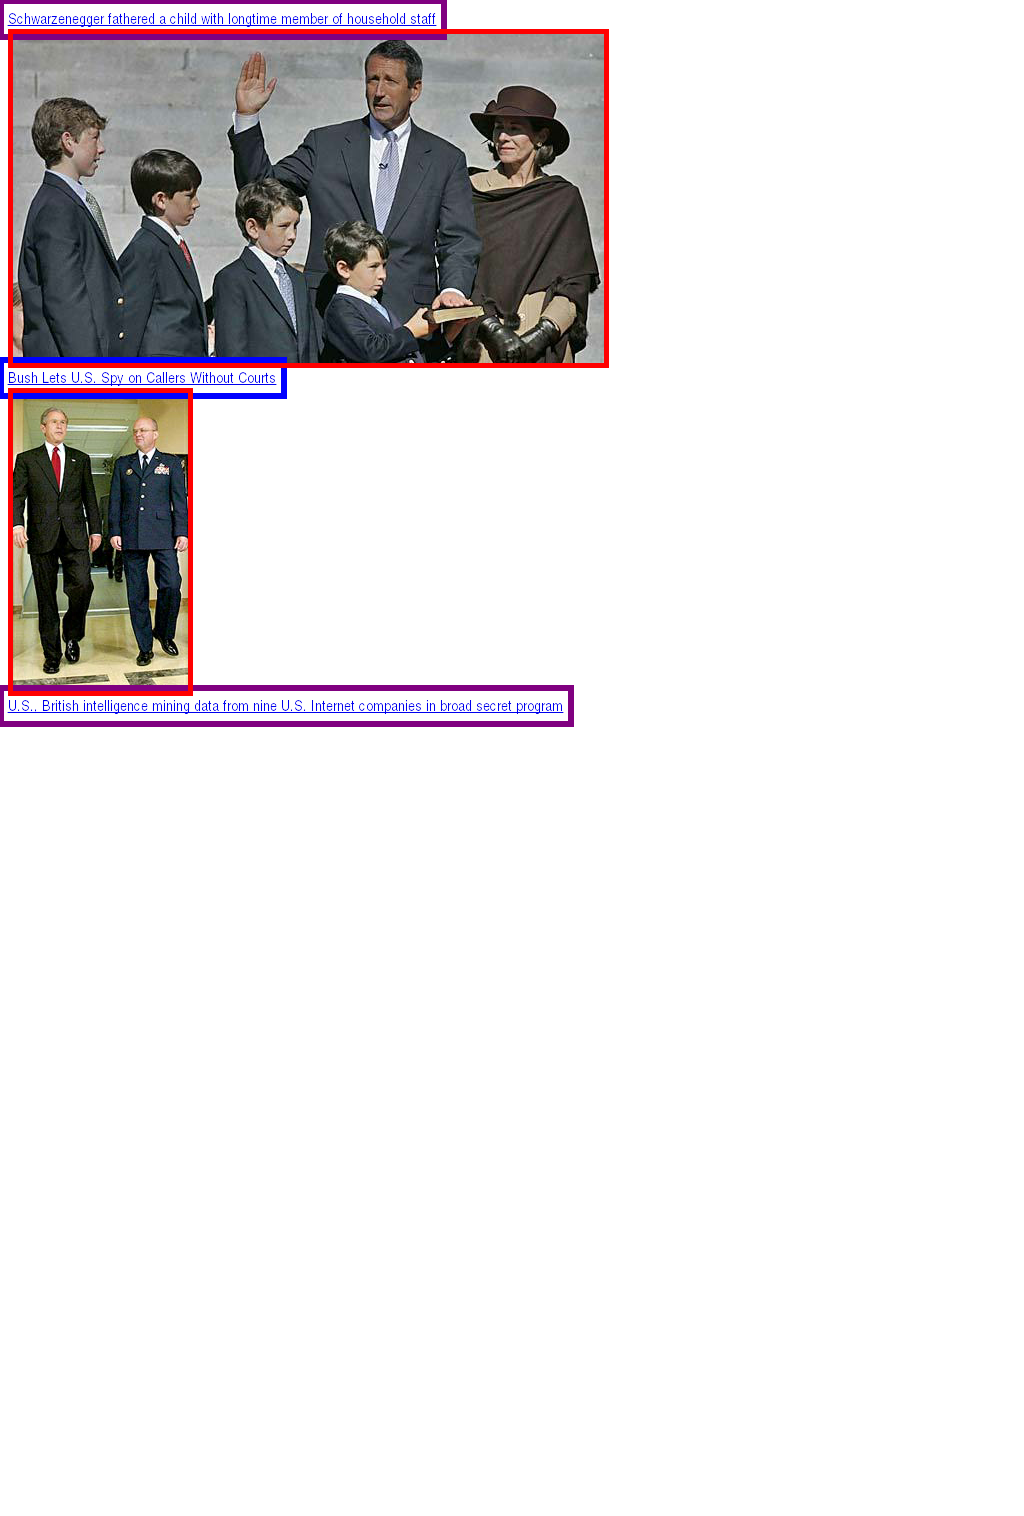 Schwarzenegger fathered a child with longtime member of household staff
Bush Lets U.S. Spy on Callers Without Courts
U.S., British intelligence mining data from nine U.S. Internet companies in broad secret program